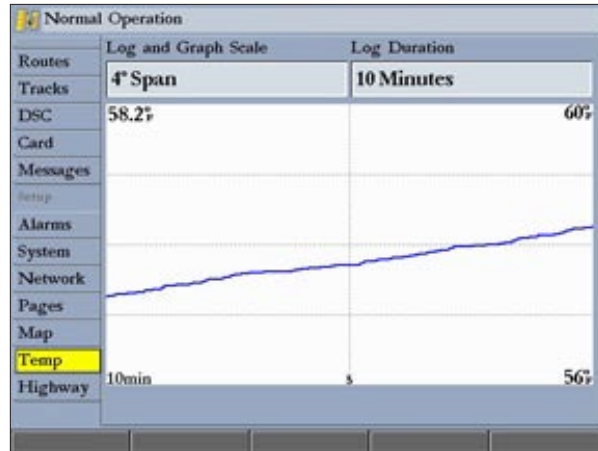 Normal Operation
Log and Graph Scale
Log Duration
4° Span
10 Minutes
Routes
Tracks
DSC
Card
Messages
Setup
Alarms
System
Network
Pages
Map
Temp
Highway
58.2°F
60°F
10min
5
56°F